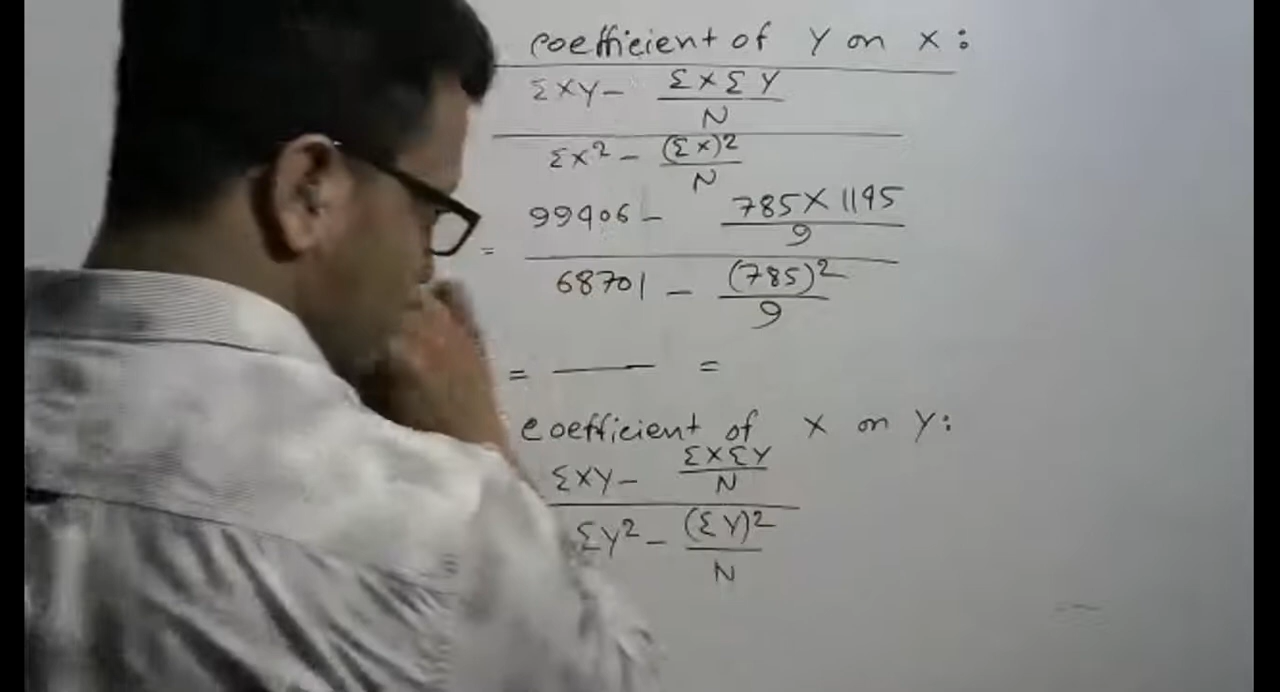 coefficient of Y on X:
ΣXY - ΣXΣY / N
ΣX² - (ΣX)² / N
= 99406 - 785 X 1195 / 9
68701 - (785)² / 9
= — =
coefficient of X on Y:
ΣXY - ΣXΣY / N
ΣY² - (ΣY)² / N